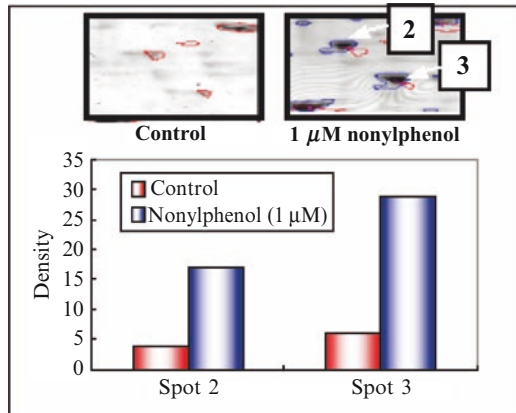 2
3
Control
1 μM nonylphenol
35
30
25
20
15
10
5
0
Density
Control
Nonylphenol (1 μM)
Spot 2
Spot 3